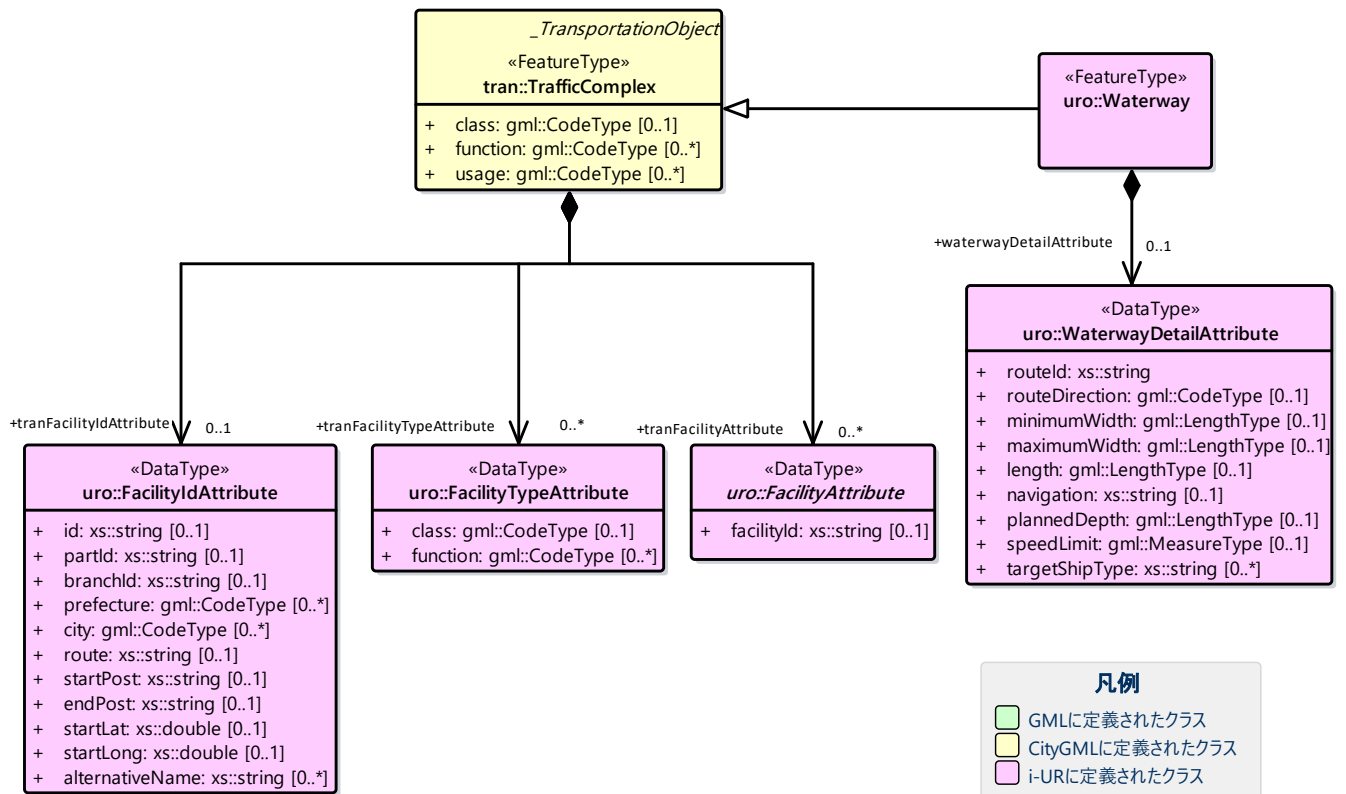 _TransportationObject
«FeatureType»
tran::TrafficComplex
+ class: gml::CodeType [0..1]
+ function: gml::CodeType [0..*]
+ usage: gml::CodeType [0..*]
«FeatureType»
uro::Waterway
+waterwayDetailAttribute 0..1
«DataType»
uro::WaterwayDetailAttribute
+ routeId: xs::string
+ routeDirection: gml::CodeType [0..1]
+ minimumWidth: gml::LengthType [0..1]
+ maximumWidth: gml::LengthType [0..1]
+ length: gml::LengthType [0..1]
+ navigation: xs::string [0..1]
+ plannedDepth: gml::LengthType [0..1]
+ speedLimit: gml::MeasureType [0..1]
+ targetShipType: xs::string [0..*]
+tranFacilityIdAttribute 0..1
«DataType»
uro::FacilityIdAttribute
+ id: xs::string [0..1]
+ partId: xs::string [0..1]
+ branchId: xs::string [0..1]
+ prefecture: gml::CodeType [0..*]
+ city: gml::CodeType [0..*]
+ route: xs::string [0..1]
+ startPost: xs::string [0..1]
+ endPost: xs::string [0..1]
+ startLat: xs::double [0..1]
+ startLong: xs::double [0..1]
+ alternativeName: xs::string [0..*]
+tranFacilityTypeAttribute 0..*
«DataType»
uro::FacilityTypeAttribute
+ class: gml::CodeType [0..1]
+ function: gml::CodeType [0..*]
+tranFacilityAttribute 0..*
«DataType»
uro::FacilityAttribute
+ facilityId: xs::string [0..1]
凡例
GMLに定義されたクラス
CityGMLに定義されたクラス
i-URに定義されたクラス